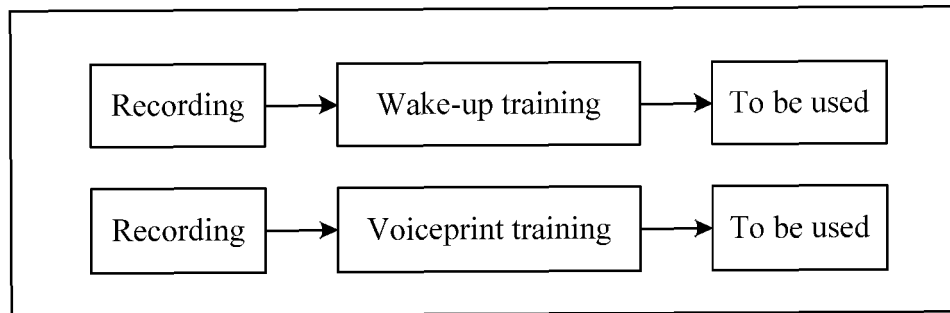 Recording
Wake-up training
To be used
Recording
Voiceprint training
To be used